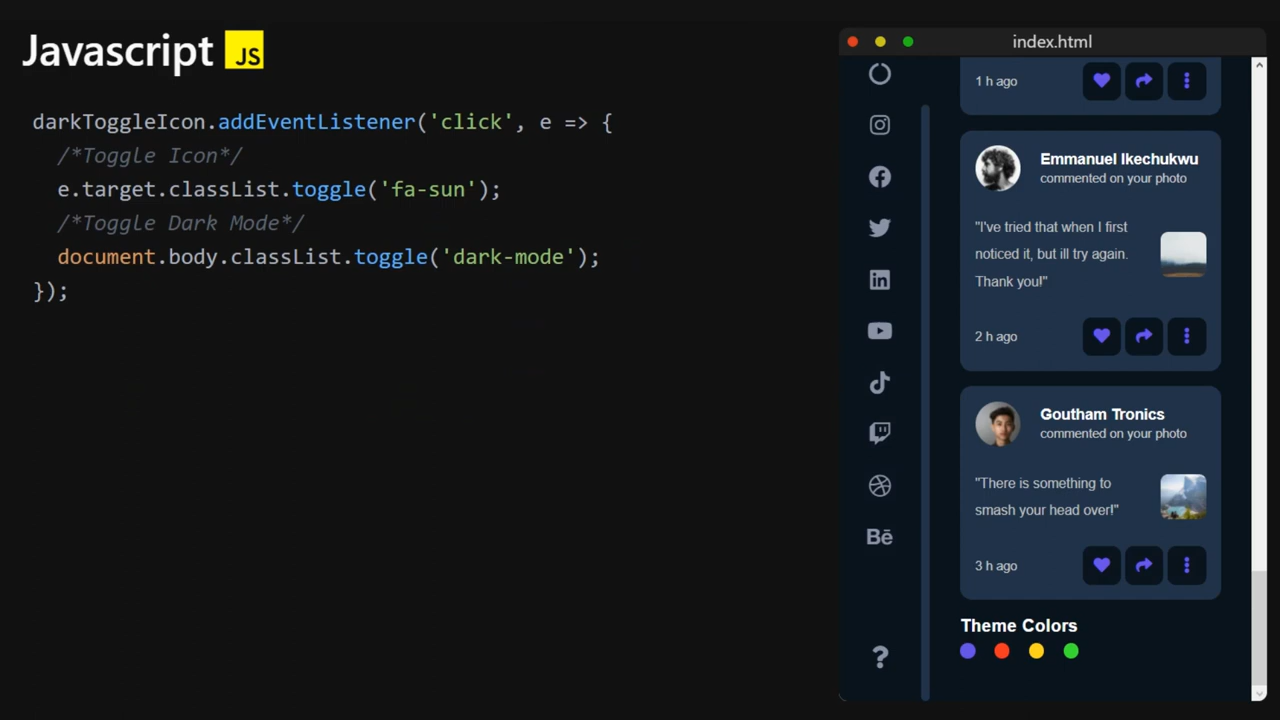 Javascript JS
darkToggleIcon.addEventListener('click', e => {
/*Toggle Icon*/
e.target.classList.toggle('fa-sun');
/*Toggle Dark Mode*/
document.body.classList.toggle('dark-mode');
});
index.html
1 h ago
Emmanuel Ikechukwu
commented on your photo
"I've tried that when I first
noticed it, but ill try again.
Thank you!"
2 h ago
Goutham Tronics
commented on your photo
"There is something to
smash your head over!"
3 h ago
Theme Colors
Bē
?